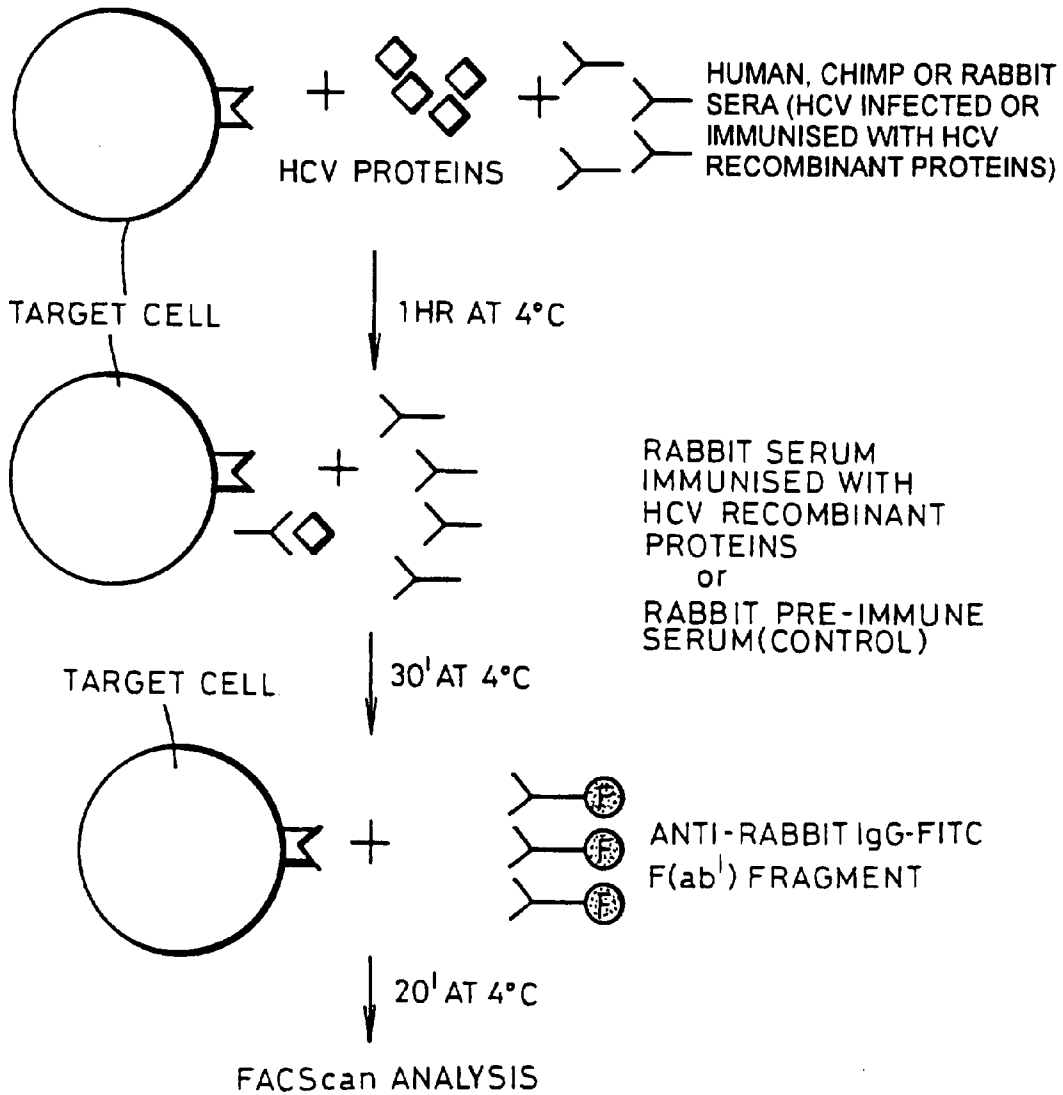 HUMAN, CHIMP OR RABBIT
SERA (HCV INFECTED OR
IMMUNISED WITH HCV
RECOMBINANT PROTEINS)
HCV PROTEINS
TARGET CELL
1HR AT 4°C
RABBIT SERUM
IMMUNISED WITH
HCV RECOMBINANT
PROTEINS
or
RABBIT PRE-IMMUNE
SERUM(CONTROL)
30' AT 4°C
TARGET CELL
F
F
F
ANTI-RABBIT IgG-FITC
F(ab') FRAGMENT
20' AT 4°C
FACScan ANALYSIS